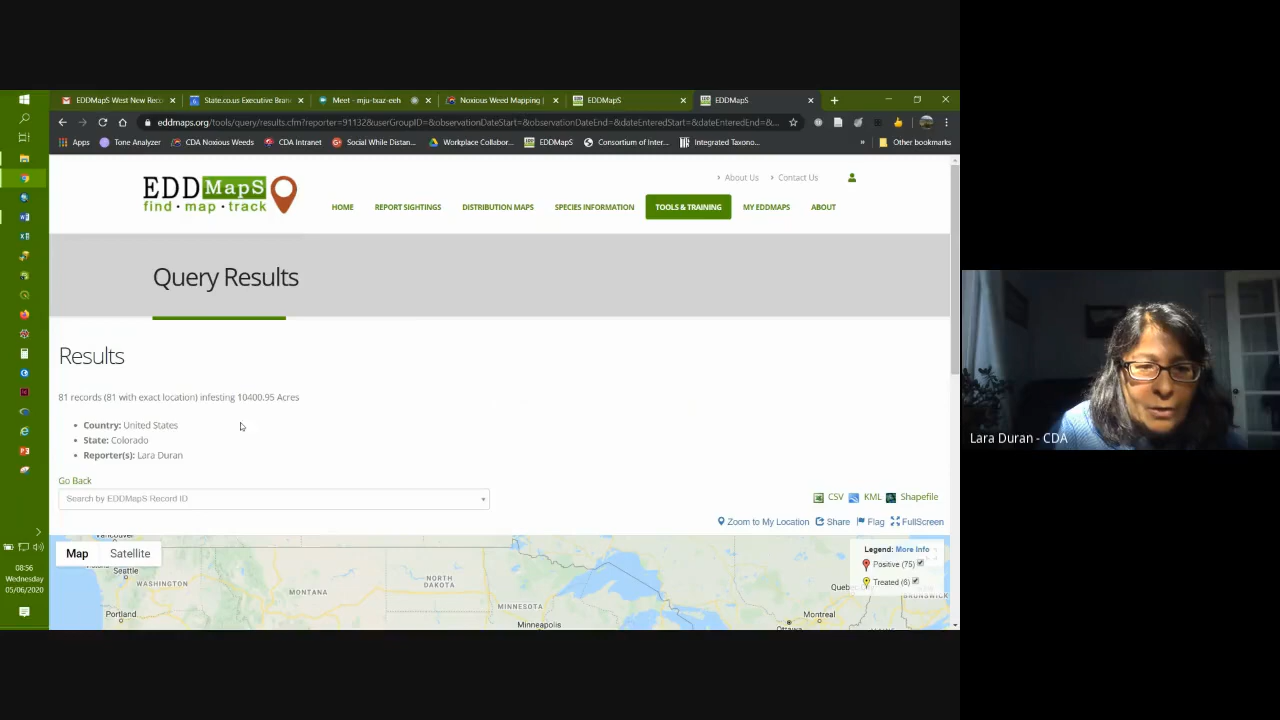 EDDMapS West New Reco
State.co.us Executive Bran
Meet - mju-txaz-eeh
Noxious Weed Mapping |
EDDMapS
EDDMapS
eddmaps.org/tools/query/results.cfm?reporter=91132&userGroupID=&observationDateStart=&observationDateEnd=&dateEnteredStart=&dateEnteredEnd=&...
Apps
Tone Analyzer
CDA Noxious Weeds
CDA Intranet
Social While Distan...
Workplace Collabor...
EDDMapS
Consortium of Inter...
Integrated Taxono...
»
Other bookmarks
About Us
Contact Us
EDDMapS
find · map · track
HOME
REPORT SIGHTINGS
DISTRIBUTION MAPS
SPECIES INFORMATION
TOOLS & TRAINING
MY EDDMAPS
ABOUT
Query Results
Results
81 records (81 with exact location) infesting 10400.95 Acres
• Country: United States
• State: Colorado
• Reporter(s): Lara Duran
Go Back
Search by EDDMapS Record ID
CSV
KML
Shapefile
Zoom to My Location
Share
Flag
FullScreen
Map
Satellite
Legend: More Info
Positive (75)
Treated (6)
Vancouver
Seattle
WASHINGTON
Portland
MONTANA
NORTH
DAKOTA
MINNESOTA
Minneapolis
Ottawa
Montreal
Queb
BRUNSWICK
08:56
Wednesday
05/06/2020
Lara Duran - CDA